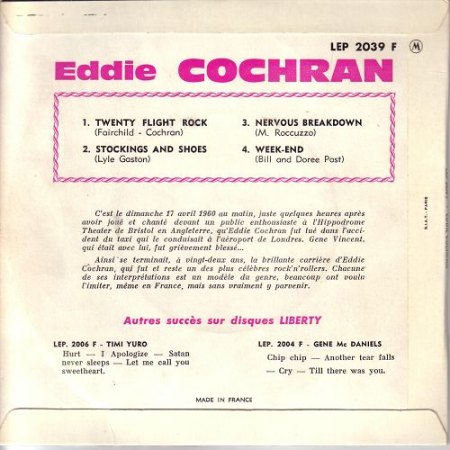 LEP 2039 F M
Eddie COCHRAN
1. TWENTY FLIGHT ROCK
(Fairchild - Cochran)
2. STOCKINGS AND SHOES
(Lyle Gaston)
3. NERVOUS BREAKDOWN
(M. Roccuzzo)
4. WEEK-END
(Bill and Doree Post)
C'est le dimanche 17 avril 1960 au matin, juste quelques heures après
avoir joué et chanté devant un public enthousiaste à l'Hippodrome
Theater de Bristol en Angleterre, qu'Eddie Cochran fut tué dans l'acci-
dent du taxi qui le conduisait à l'aéroport de Londres. Gene Vincent,
qui était avec lui, fut grièvement blessé...
Ainsi se terminait, à vingt-deux ans, la brillante carrière d'Eddie
Cochran, qui fut et reste un des plus célèbres rock'n'rollers. Chacune
de ses interprétations est un modèle du genre, beaucoup ont voulu
l'imiter, même en France, mais sans vraiment y parvenir.
Autres succès sur disques LIBERTY
LEP. 2006 F - TIMI YURO
Hurt — I Apologize — Satan
never sleeps — Let me call you
sweetheart.
LEP. 2004 F - GENE Mc DANIELS
Chip chip — Another tear falls
— Cry — Till there was you.
MADE IN FRANCE